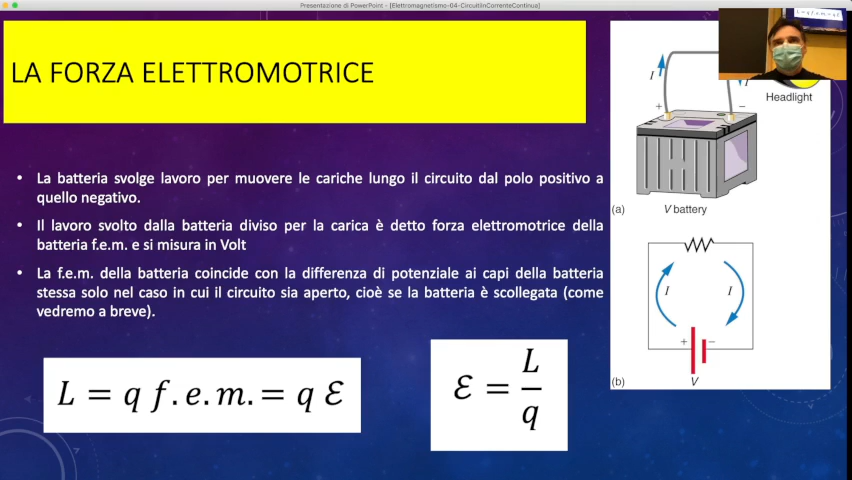 Presentazione di PowerPoint - [Elettromagnetismo-04-CircuitiInCorrenteContinua]
LA FORZA ELETTROMOTRICE
• La batteria svolge lavoro per muovere le cariche lungo il circuito dal polo positivo a
quello negativo.
• Il lavoro svolto dalla batteria diviso per la carica è detto forza elettromotrice della
batteria f.e.m. e si misura in Volt
• La f.e.m. della batteria coincide con la differenza di potenziale ai capi della batteria
stessa solo nel caso in cui il circuito sia aperto, cioè se la batteria è scollegata (come
vedremo a breve).
L = q f.e.m. = q ℰ
ℰ = L/q
I
I
+
−
Headlight
(a) V battery
I
I
+
−
(b) V